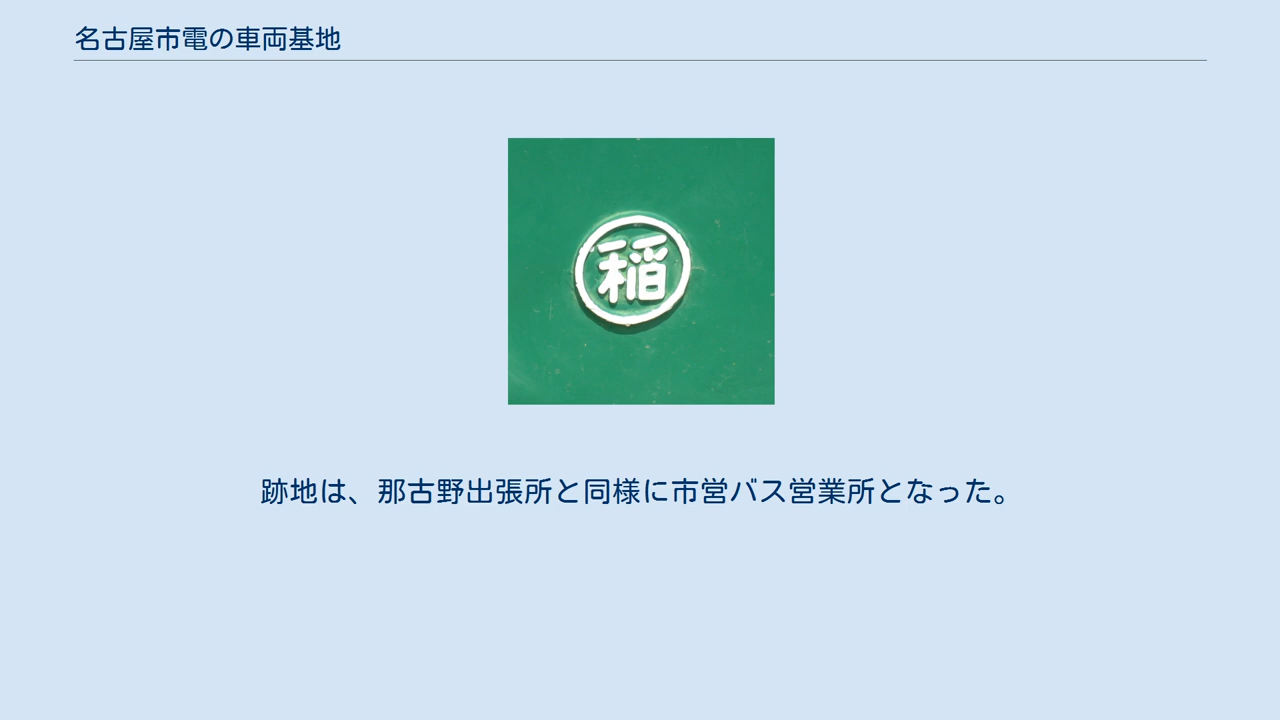 名古屋市電の車両基地
稲
跡地は、那古野出張所と同様に市営バス営業所となった。